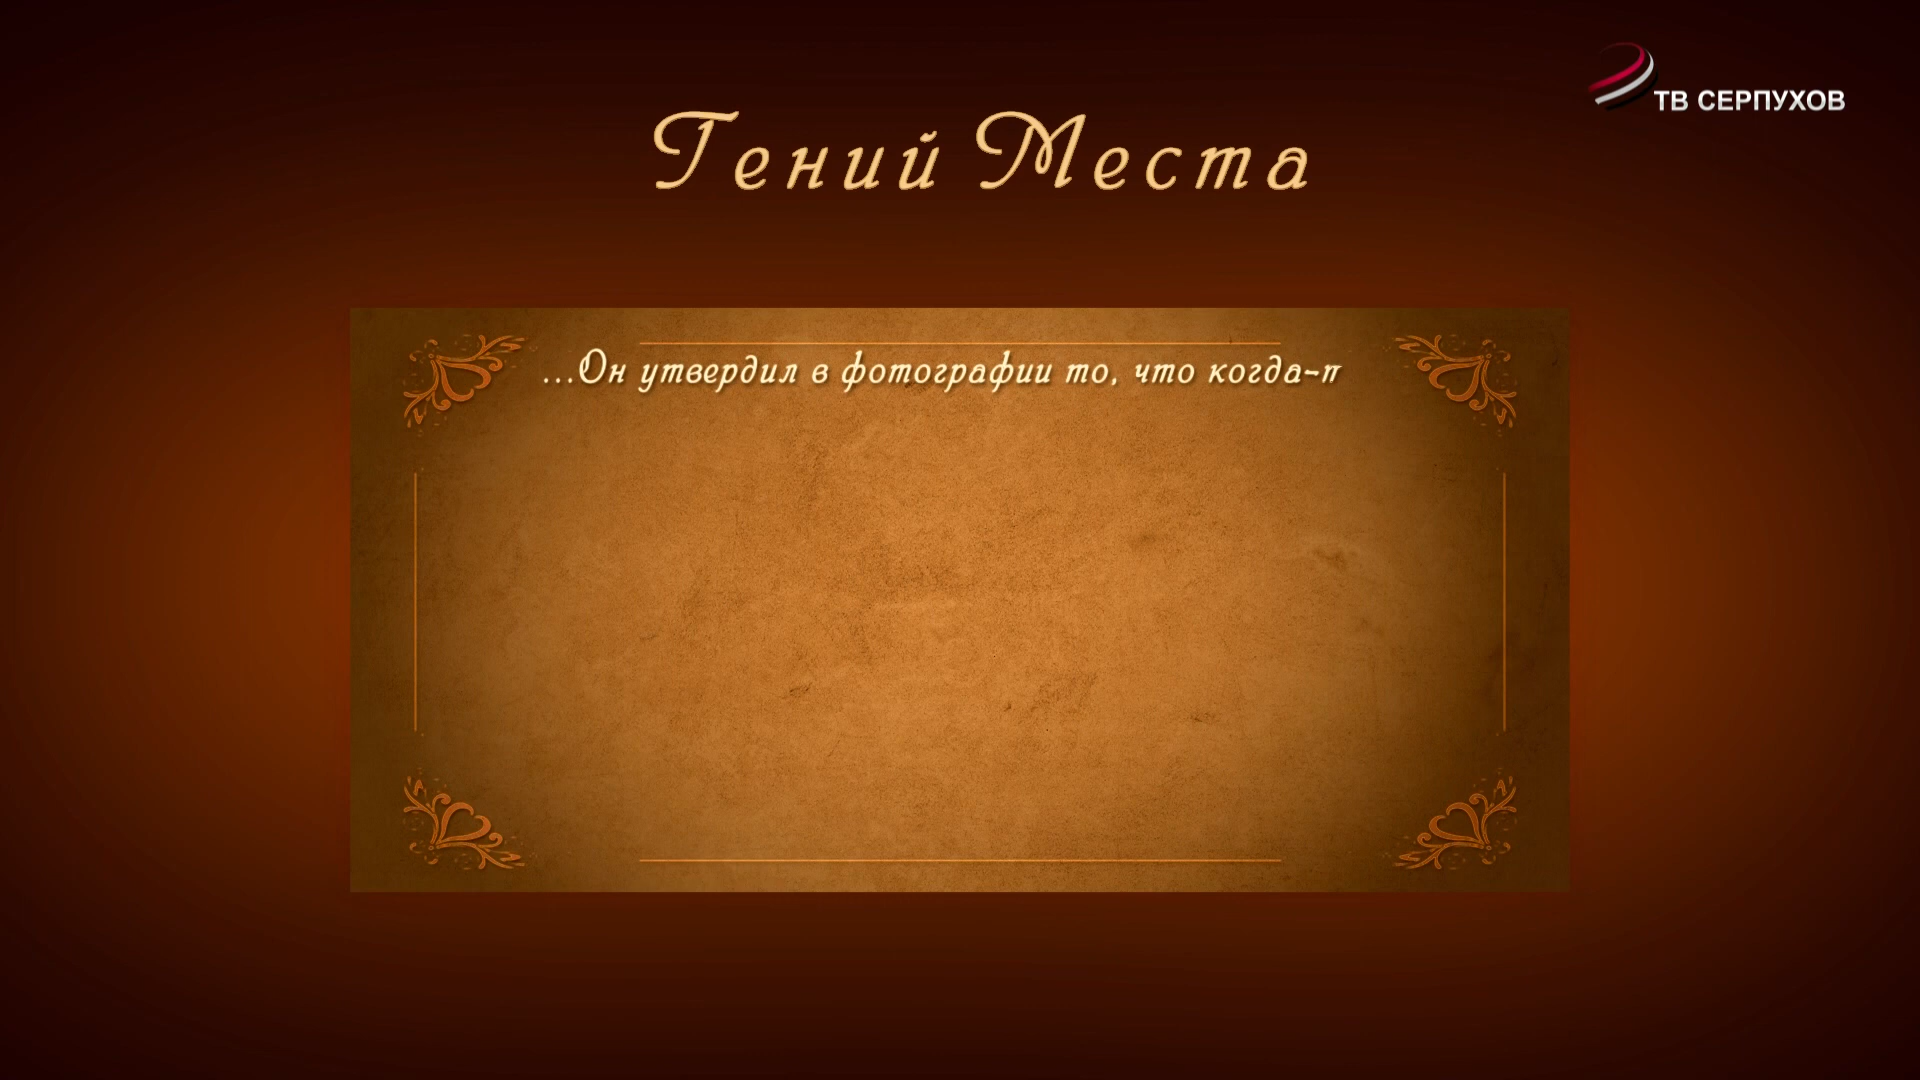 ТВ СЕРПУХОВ
Гений Места
...Он утвердил в фотографии то, что когда-п